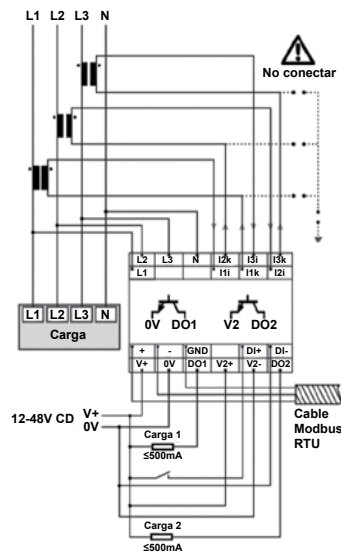 L1 L2 L3 N
No conectar
L2 L3 N I2k I3i I3k
L1 I1i I1k I2i
0V DO1 V2 DO2
L1 L2 L3 N
Carga
+ - GND DI+ DI-
V+ 0V DO1 V2+ V2- DO2
12-48V CD V+
0V
Cable
Modbus
RTU
Carga 1
≤500mA
Carga 2
≤500mA